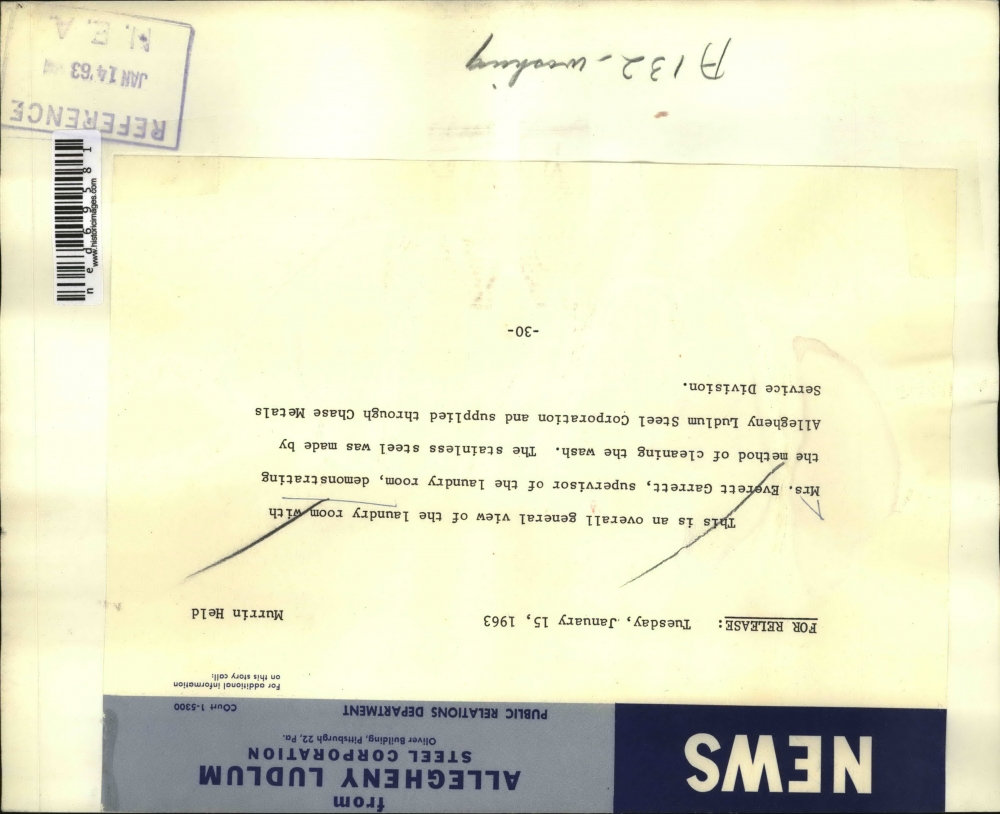 NEWS
from
ALLEGHENY LUDLUM
STEEL CORPORATION
Oliver Building, Pittsburgh 22, Pa.
PUBLIC RELATIONS DEPARTMENT
COurt 1-5300
For additional information
on this story call:
FOR RELEASE: Tuesday, January 15, 1963
Murrin Held
This is an overall general view of the laundry room with
Mrs. Everett Garrett, supervisor of the laundry room, demonstrating
the method of cleaning the wash. The stainless steel was made by
Allegheny Ludlum Steel Corporation and supplied through Chase Metals
Service Division.
-30-
A132-washing
REFERENCE
JAN 14 '63
N.E.A.
www.historicimages.com
ned69581